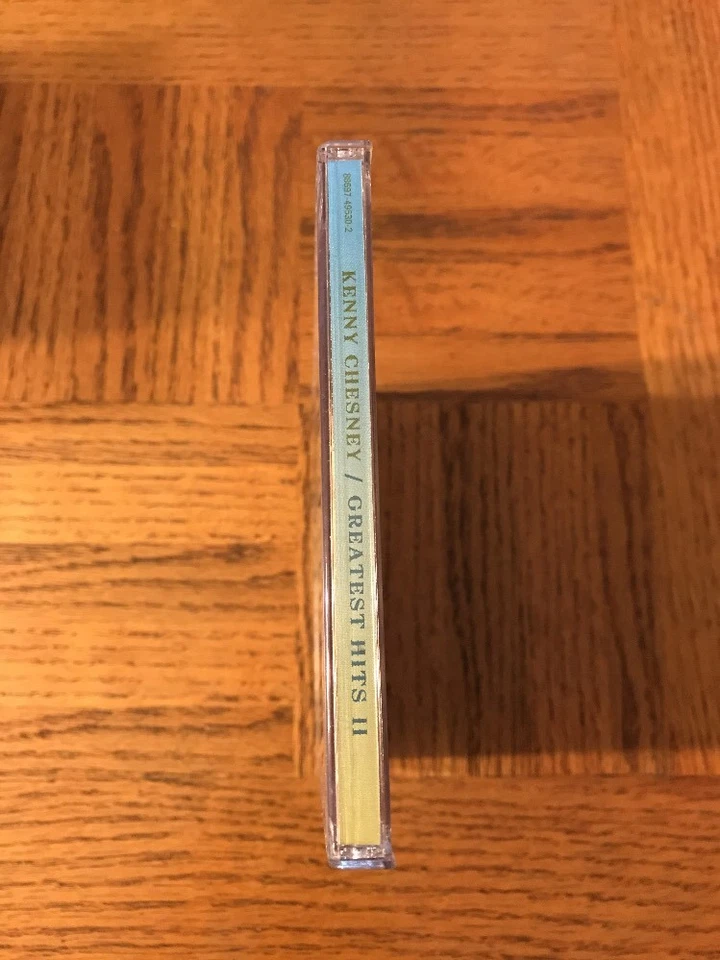 88697-49530-2
KENNY CHESNEY / GREATEST HITS II